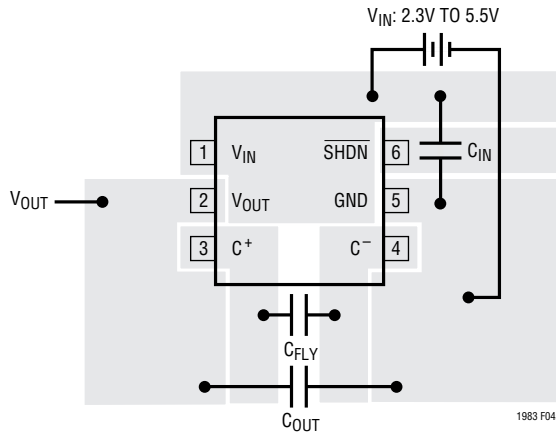 VIN: 2.3V TO 5.5V
1 VIN SHDN 6
CIN
VOUT 2 VOUT GND 5
3 C+ C− 4
CFLY
COUT
1983 F04